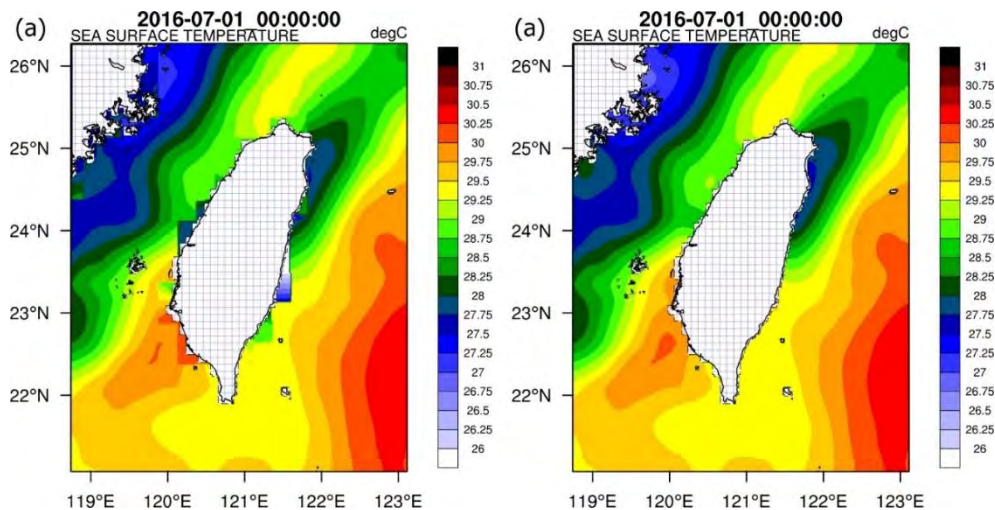 (a)
2016-07-01 00:00:00
SEA SURFACE TEMPERATURE
degC
26°N
25°N
24°N
23°N
22°N
119°E
120°E
121°E
122°E
123°E
31
30.75
30.5
30.25
30
29.75
29.5
29.25
29
28.75
28.5
28.25
28
27.75
27.5
27.25
27
26.75
26.5
26.25
26
(a)
2016-07-01 00:00:00
SEA SURFACE TEMPERATURE
degC
26°N
25°N
24°N
23°N
22°N
119°E
120°E
121°E
122°E
123°E
31
30.75
30.5
30.25
30
29.75
29.5
29.25
29
28.75
28.5
28.25
28
27.75
27.5
27.25
27
26.75
26.5
26.25
26